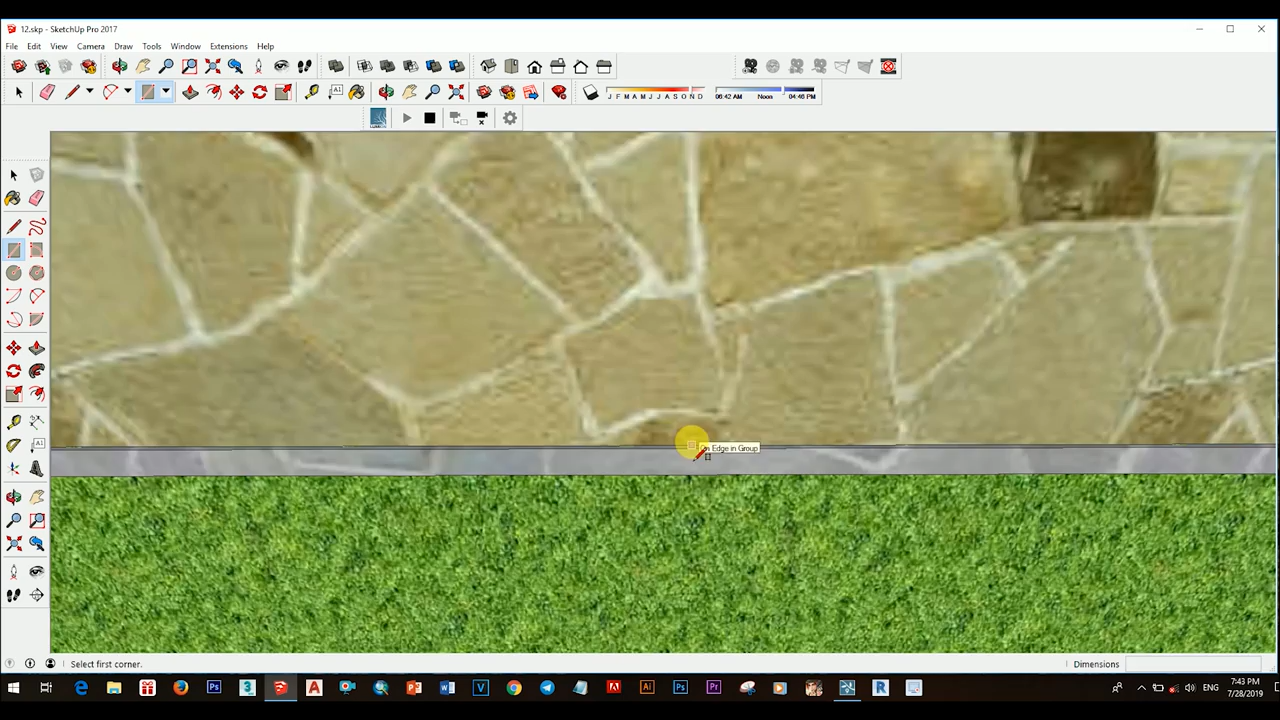 12.skp - SketchUp Pro 2017
File Edit View Camera Draw Tools Window Extensions Help
J F M A M J J A S O N D 06:42 AM Noon 04:46 PM
On Edge in Group
Select first corner. Dimensions
ENG 7:43 PM
7/28/2019